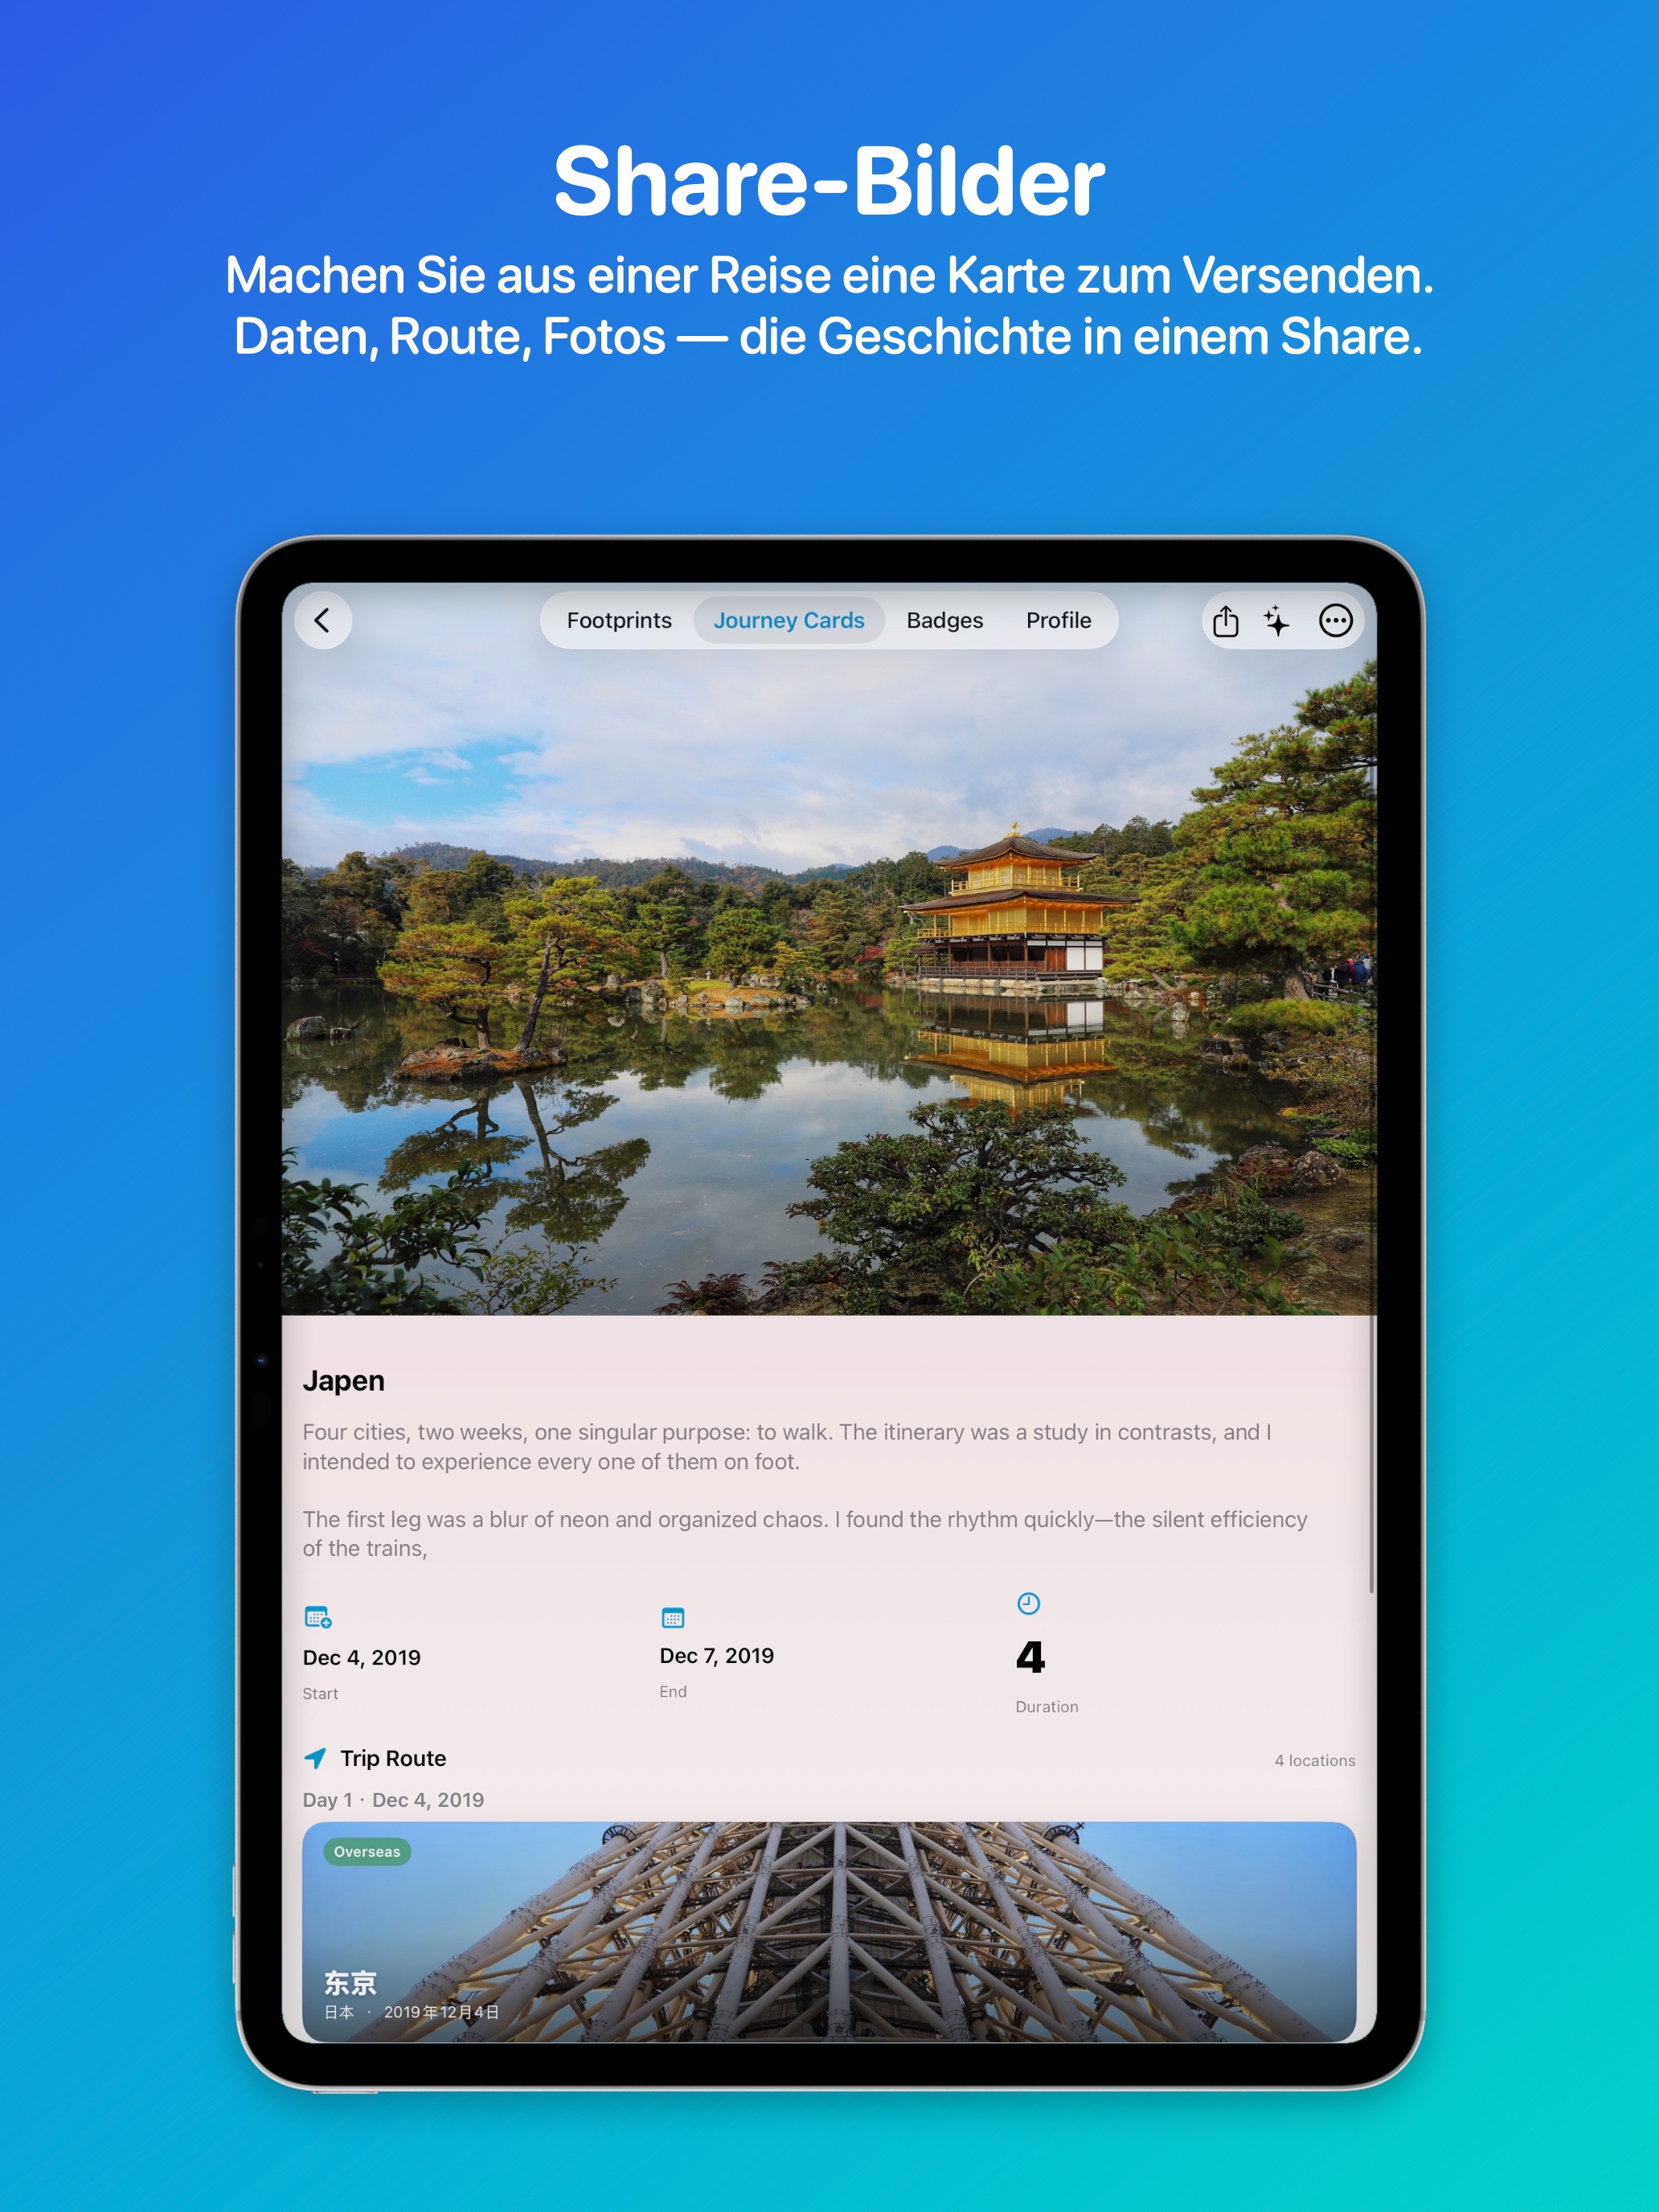 Share-Bilder
Machen Sie aus einer Reise eine Karte zum Versenden.
Daten, Route, Fotos — die Geschichte in einem Share.
Footprints
Journey Cards
Badges
Profile
Japen
Four cities, two weeks, one singular purpose: to walk. The itinerary was a study in contrasts, and I
intended to experience every one of them on foot.
The first leg was a blur of neon and organized chaos. I found the rhythm quickly—the silent efficiency
of the trains,
Dec 4, 2019
Start
Dec 7, 2019
End
4
Duration
Trip Route
4 locations
Day 1 · Dec 4, 2019
Overseas
东京
日本 · 2019年12月4日